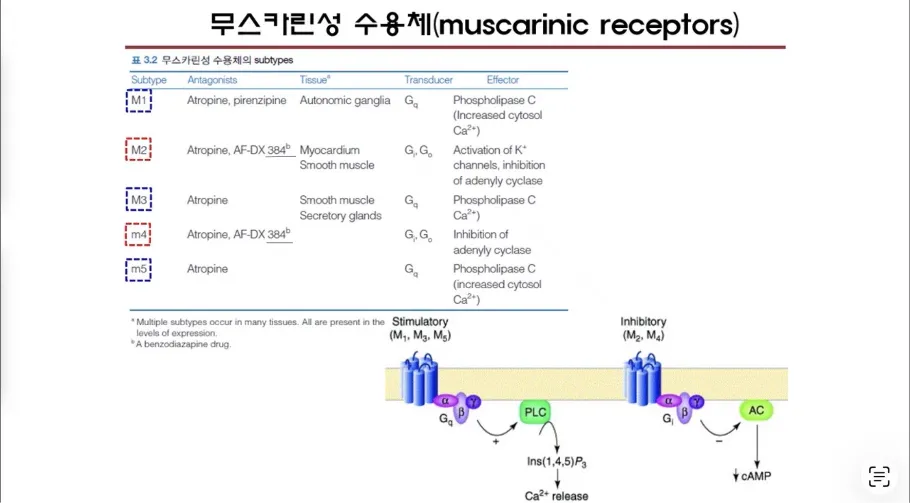 무스카린성 수용체(muscarinic receptors)
표 3.2 무스카린성 수용체의 subtypes
Subtype Antagonists Tissueᵃ Transducer Effector
M1 Atropine, pirenzipine Autonomic ganglia Gq Phospholipase C
(Increased cytosol
Ca²⁺)
M2 Atropine, AF-DX 384ᵇ Myocardium Gi, Go Activation of K⁺
Smooth muscle channels, inhibition
of adenyly cyclase
M3 Atropine Smooth muscle Gq Phospholipase C
Secretory glands Ca²⁺)
m4 Atropine, AF-DX 384ᵇ Gi, Go Inhibition of
adenyly cyclase
m5 Atropine Gq Phospholipase C
(increased cytosol
Ca²⁺)
ᵃ Multiple subtypes occur in many tissues. All are present in the
levels of expression.
ᵇ A benzodiazapine drug.
Stimulatory
(M₁, M₃, M₅)
Inhibitory
(M₂, M₄)
α β γ
Gq
PLC
+
Ins(1,4,5)P₃
Ca²⁺ release
α β γ
Gi
AC
−
cAMP